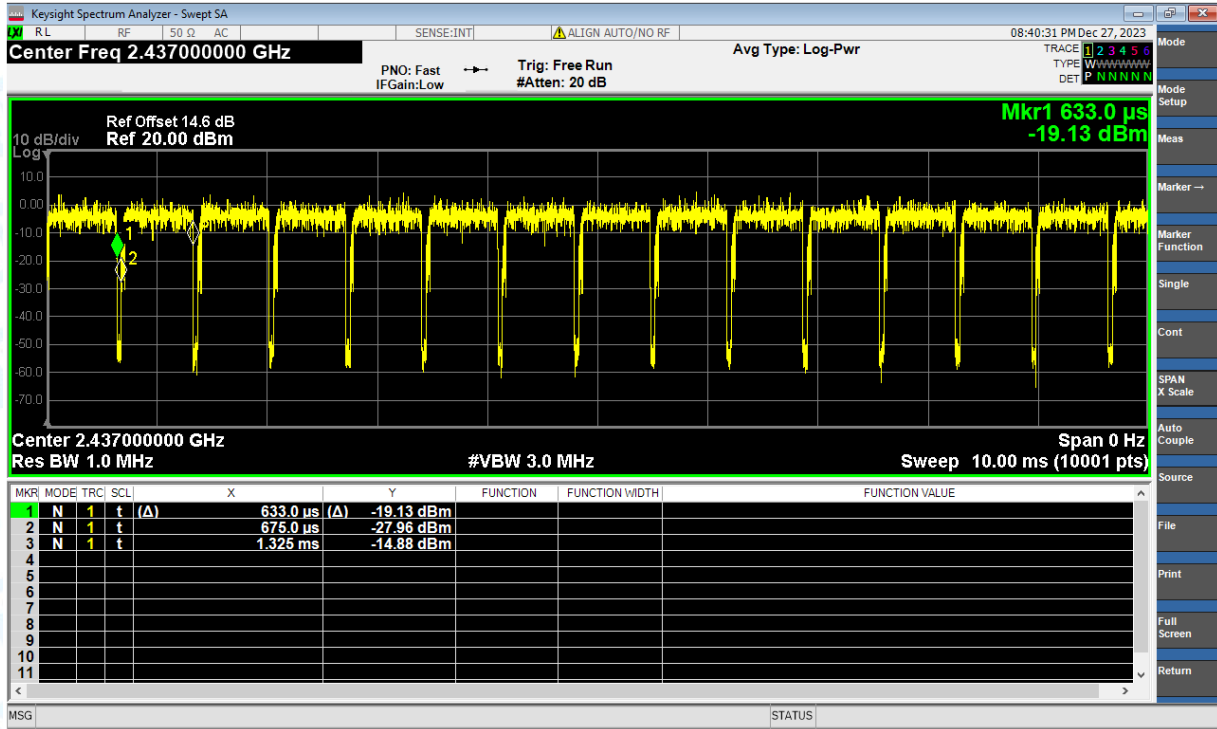 Keysight Spectrum Analyzer - Swept SA
LXI RL RF 50 Ω AC SENSE:INT ALIGN AUTO/NO RF 08:40:31 PM Dec 27, 2023
Center Freq 2.437000000 GHz
Avg Type: Log-Pwr
TRACE 1 2 3 4 5 6
TYPE WWWWWW
DET P N N N N N
PNO: Fast
IFGain:Low
Trig: Free Run
#Atten: 20 dB
Mkr1 633.0 µs
-19.13 dBm
Ref Offset 14.6 dB
10 dB/div Ref 20.00 dBm
Log
10.0
0.00
-10.0
-20.0
-30.0
-40.0
-50.0
-60.0
-70.0
1
2
Center 2.437000000 GHz Span 0 Hz
Res BW 1.0 MHz #VBW 3.0 MHz Sweep 10.00 ms (10001 pts)
MKR MODE TRC SCL X Y FUNCTION FUNCTION WIDTH FUNCTION VALUE
1 N 1 t (Δ) 633.0 µs (Δ) -19.13 dBm
2 N 1 t 675.0 µs -27.96 dBm
3 N 1 t 1.325 ms -14.88 dBm
4
5
6
7
8
9
10
11
MSG STATUS
Mode
Mode
Setup
Meas
Marker→
Marker
Function
Single
Cont
SPAN
X Scale
Auto
Couple
Source
File
Print
Full
Screen
Return